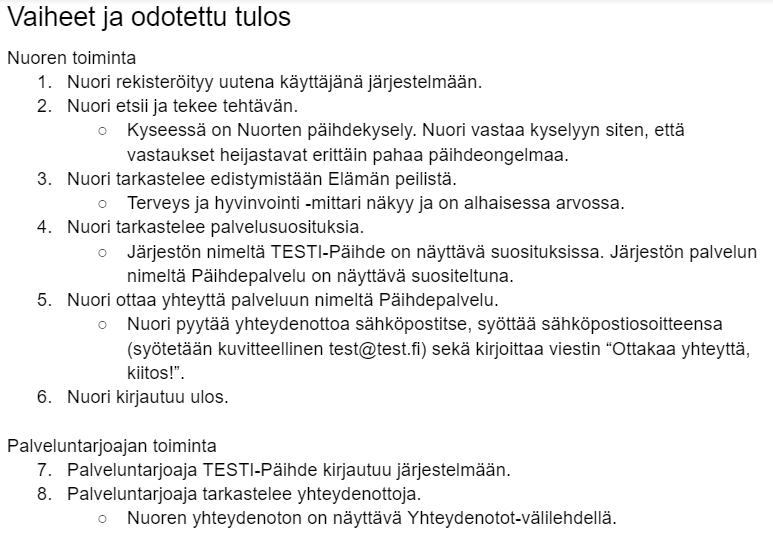 Vaiheet ja odotettu tulos
Nuoren toiminta
1. Nuori rekisteröityy uutena käyttäjänä järjestelmään.
2. Nuori etsii ja tekee tehtävän.
○ Kyseessä on Nuorten päihdekysely. Nuori vastaa kyselyyn siten, että
vastaukset heijastavat erittäin pahaa päihdeongelmaa.
3. Nuori tarkastelee edistymistään Elämän peilistä.
○ Terveys ja hyvinvointi -mittari näkyy ja on alhaisessa arvossa.
4. Nuori tarkastelee palvelusuosituksia.
○ Järjestön nimeltä TESTI-Päihde on näyttävä suosituksissa. Järjestön palvelun
nimeltä Päihdepalvelu on näyttävä suositeltuna.
5. Nuori ottaa yhteyttä palveluun nimeltä Päihdepalvelu.
○ Nuori pyytää yhteydenottoa sähköpostitse, syöttää sähköpostiosoitteensa
(syötetään kuvitteellinen test@test.fi) sekä kirjoittaa viestin “Ottakaa yhteyttä,
kiitos!”.
6. Nuori kirjautuu ulos.
Palveluntarjoajan toiminta
7. Palveluntarjoaja TESTI-Päihde kirjautuu järjestelmään.
8. Palveluntarjoaja tarkastelee yhteydenottoja.
○ Nuoren yhteydenoton on näyttävä Yhteydenotot-välilehdellä.